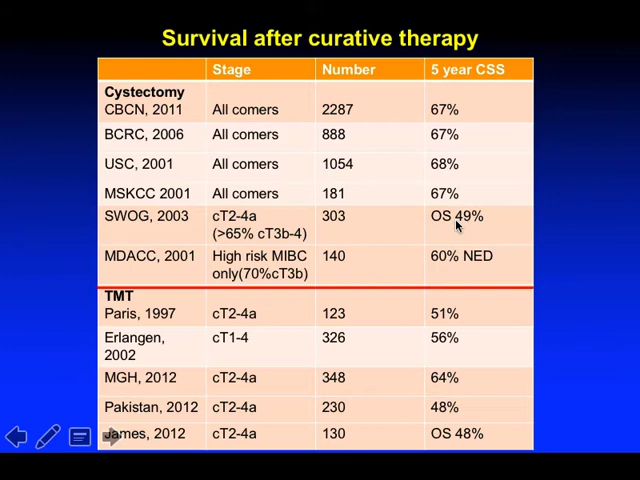 Survival after curative therapy
Stage Number 5 year CSS
Cystectomy
CBCN, 2011 All comers 2287 67%
BCRC, 2006 All comers 888 67%
USC, 2001 All comers 1054 68%
MSKCC 2001 All comers 181 67%
SWOG, 2003 cT2-4a 303 OS 49%
(>65% cT3b-4)
MDACC, 2001 High risk MIBC 140 60% NED
only(70%cT3b)
TMT
Paris, 1997 cT2-4a 123 51%
Erlangen, cT1-4 326 56%
2002
MGH, 2012 cT2-4a 348 64%
Pakistan, 2012 cT2-4a 230 48%
James, 2012 cT2-4a 130 OS 48%